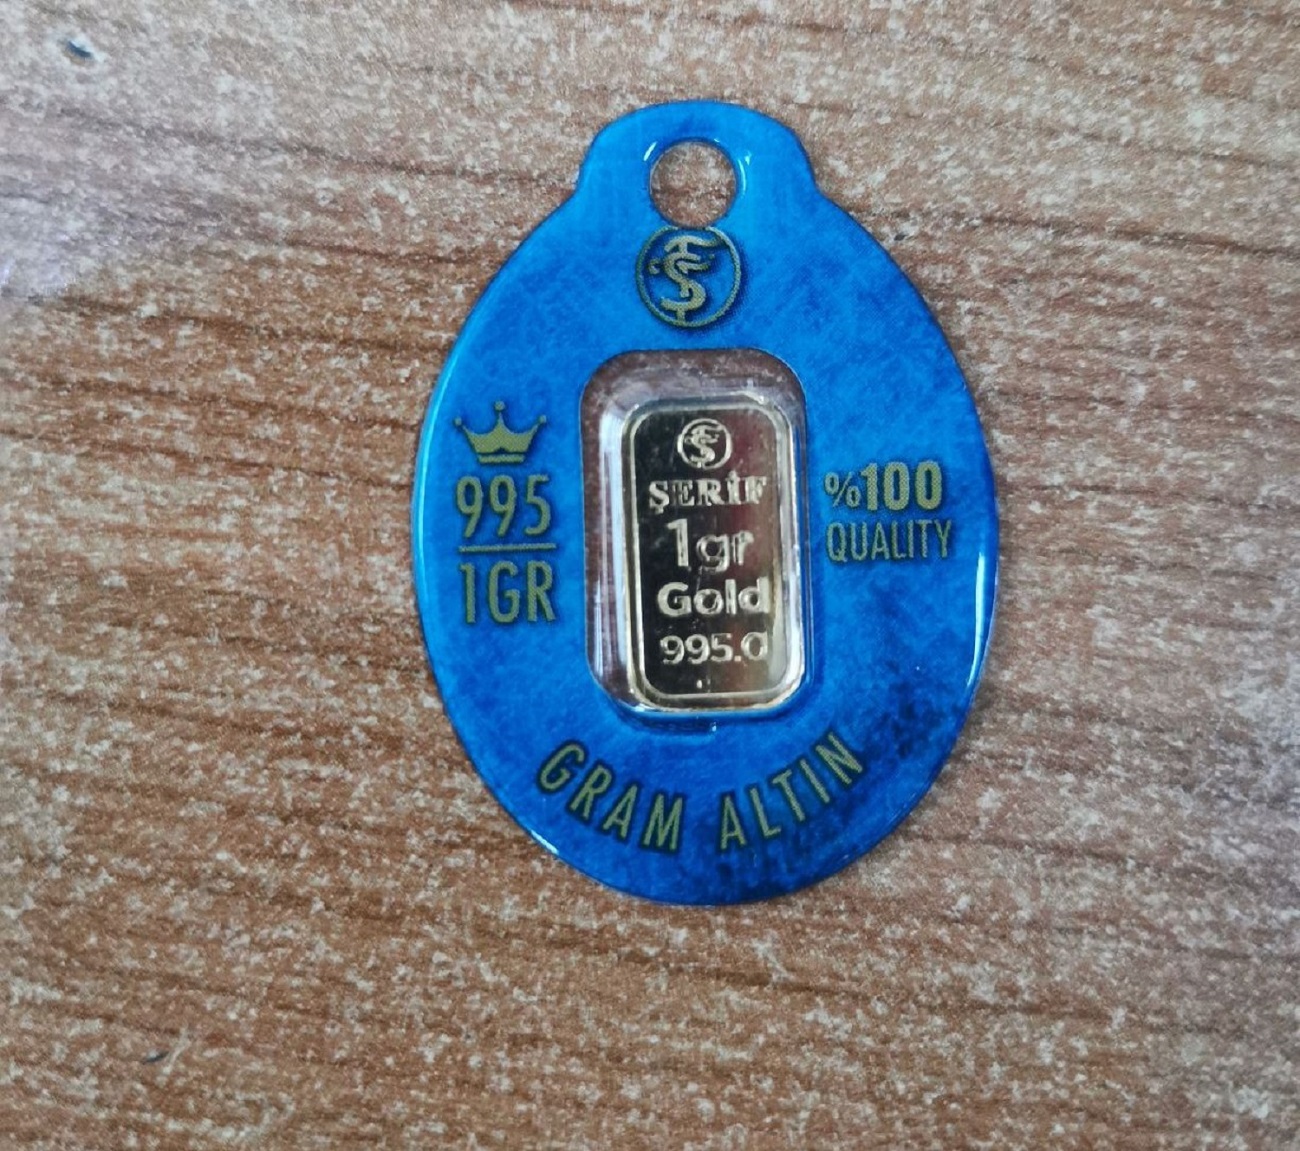 995
1GR
ŞERİF
1gr
Gold
995.0
%100
QUALITY
GRAM ALTIN